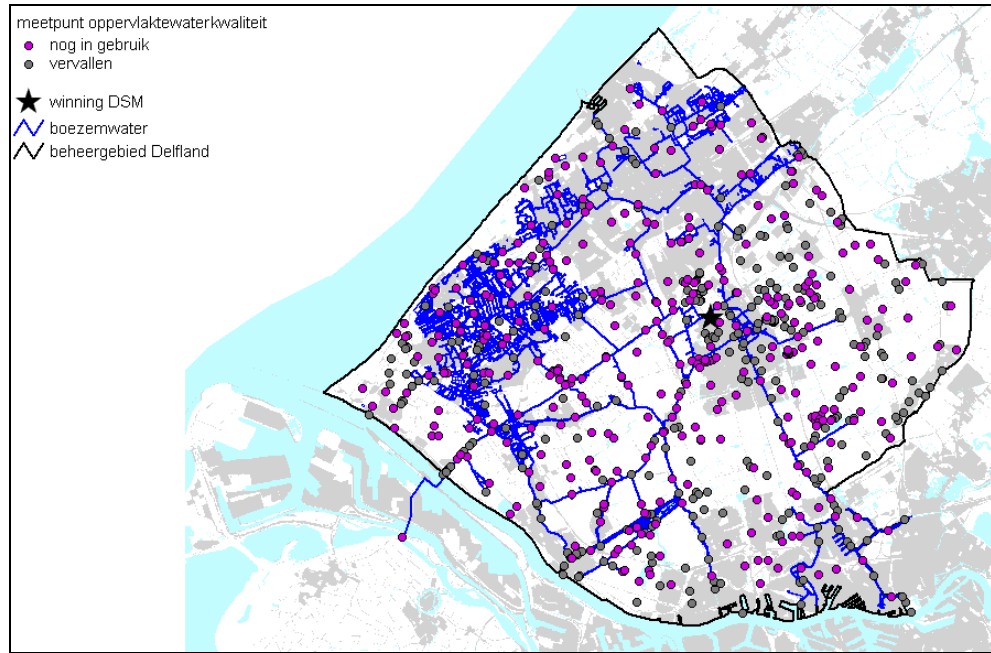 meetpunt oppervlaktewaterkwaliteit
nog in gebruik
vervallen
winning DSM
boezemwater
beheergebied Delfland